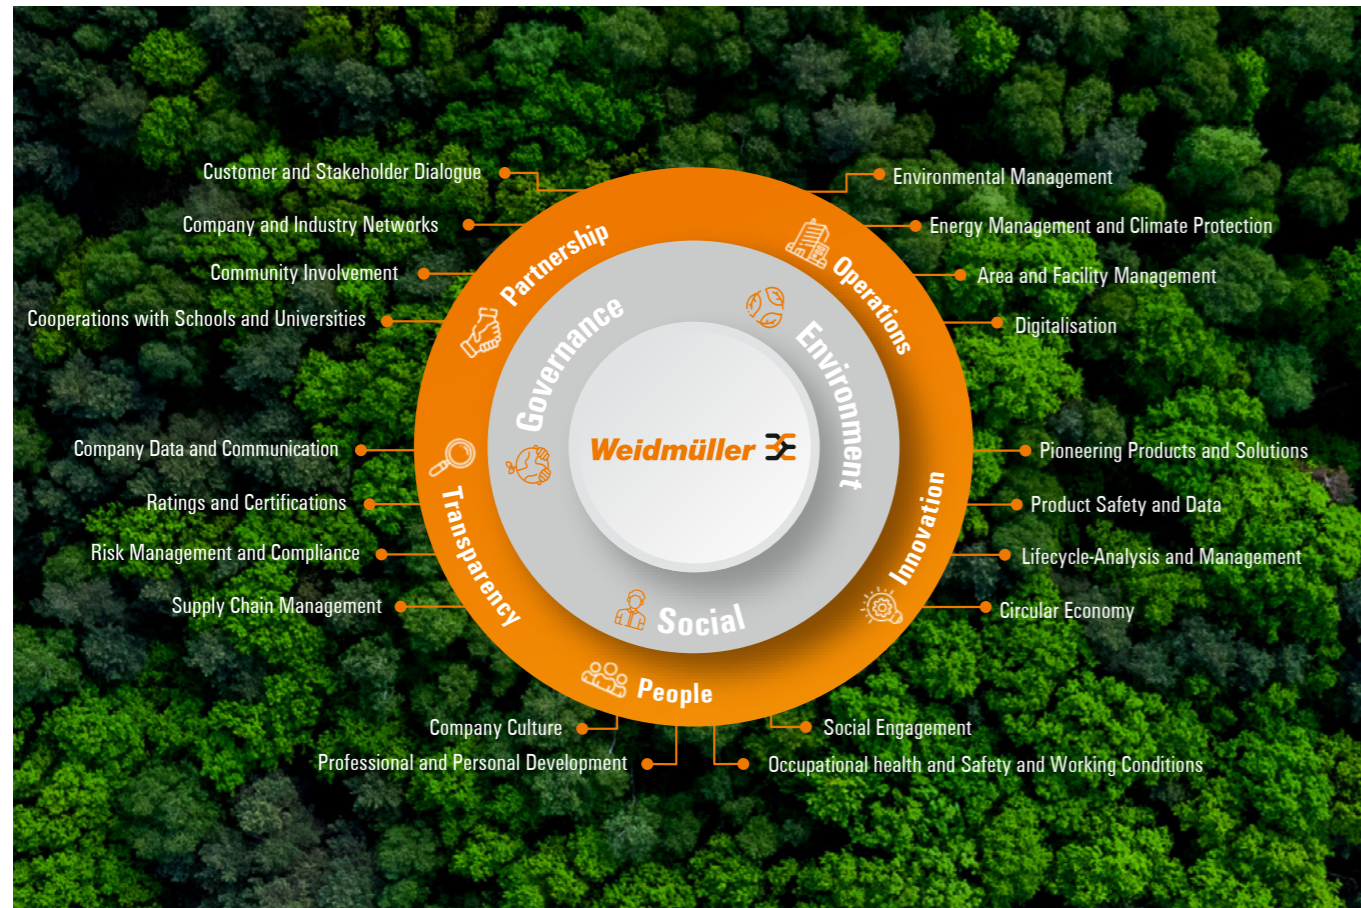 Customer and Stakeholder Dialogue
Company and Industry Networks
Community Involvement
Cooperations with Schools and Universities
Company Data and Communication
Ratings and Certifications
Risk Management and Compliance
Supply Chain Management
Company Culture
Professional and Personal Development
Partnership
Transparency
People
Governance
Social
Weidmüller
Environment
Operations
Innovation
Environmental Management
Energy Management and Climate Protection
Area and Facility Management
Digitalisation
Pioneering Products and Solutions
Product Safety and Data
Lifecycle-Analysis and Management
Circular Economy
Social Engagement
Occupational health and Safety and Working Conditions